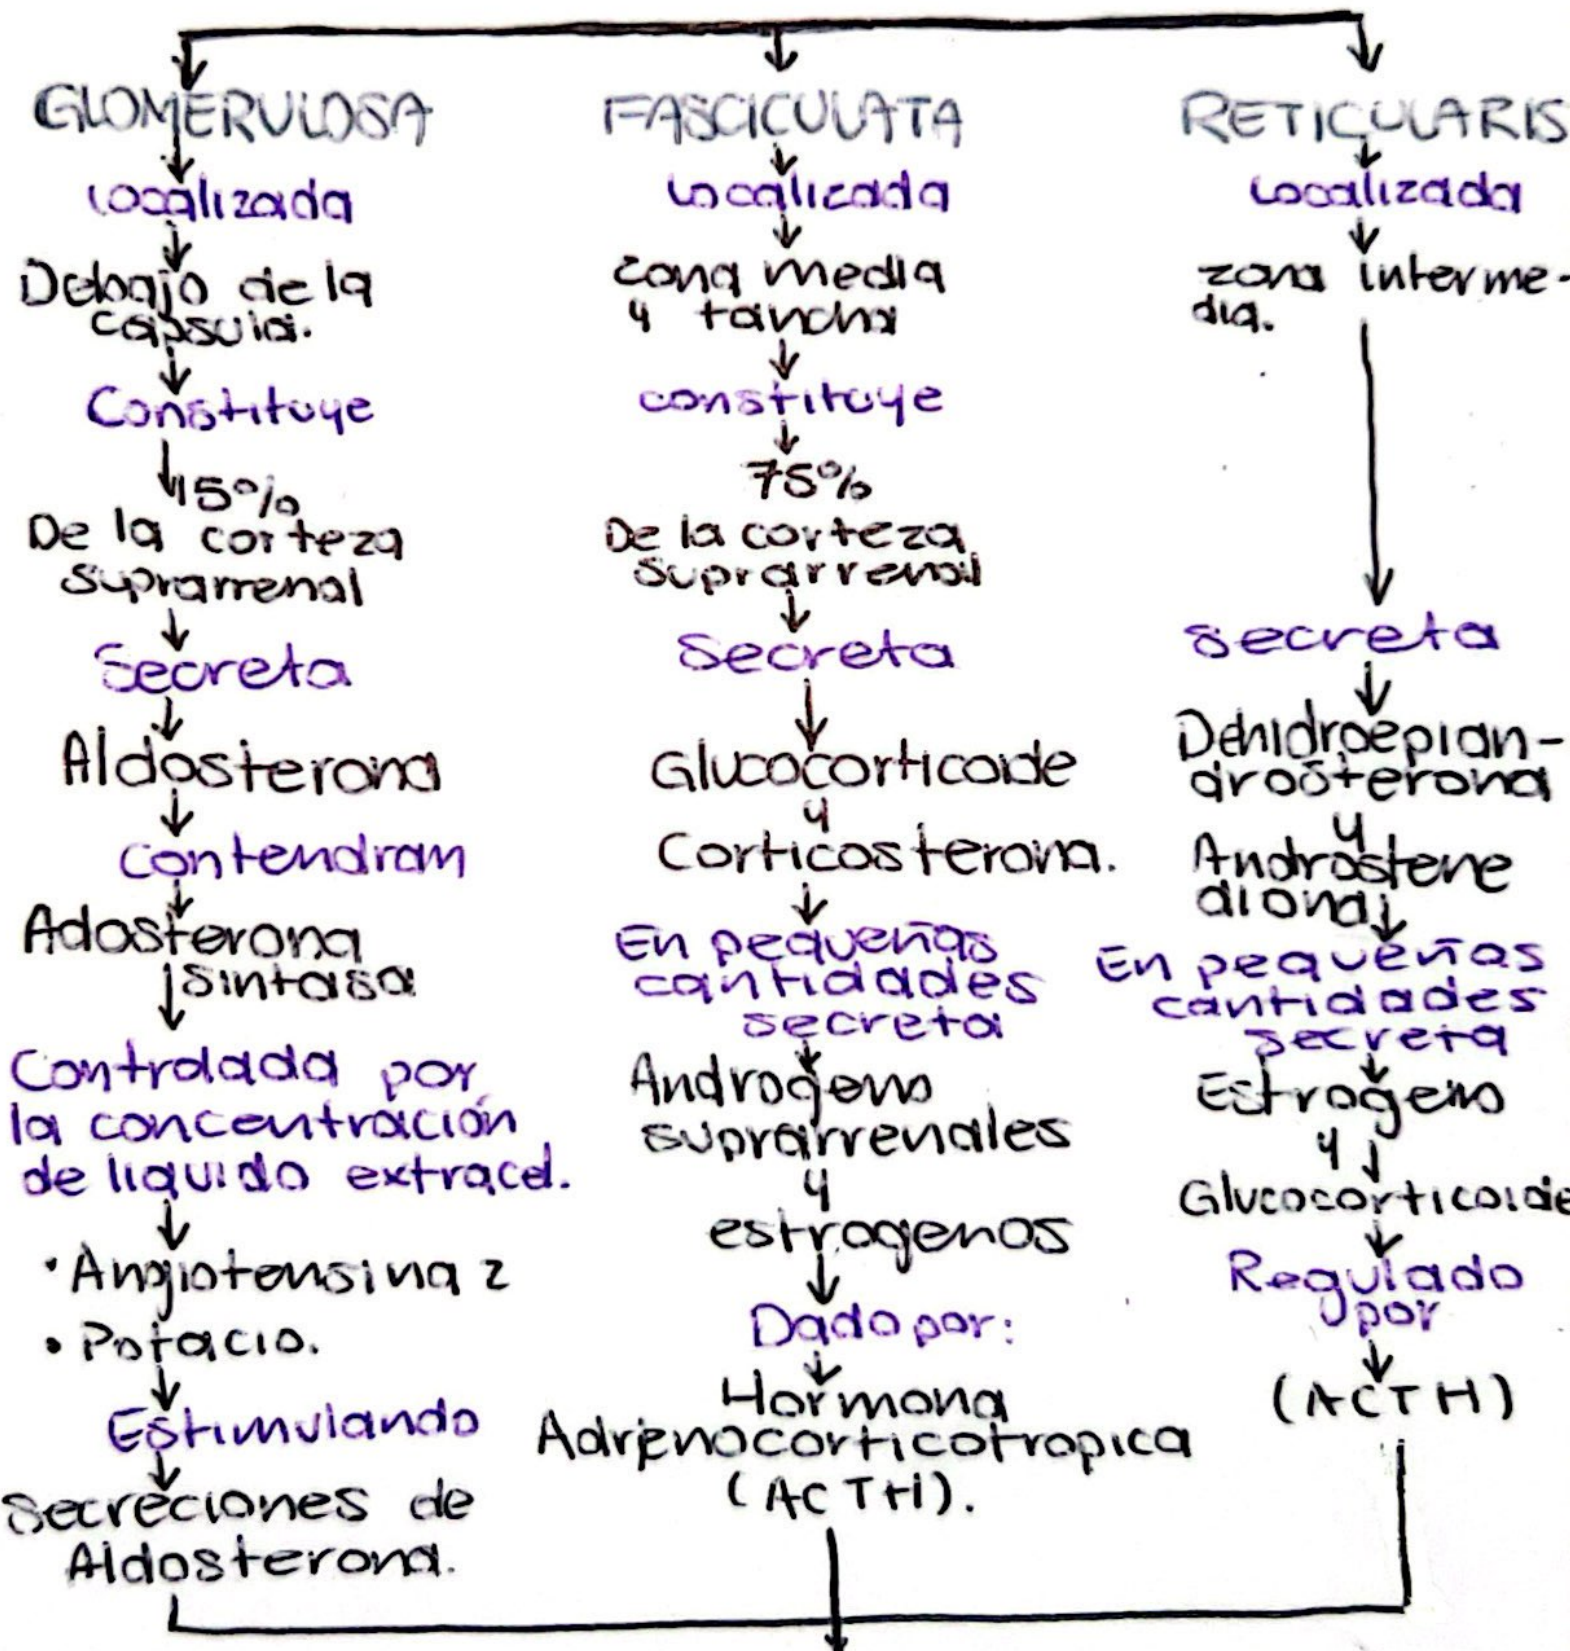 GLOMERULOSA
Localizada
Debajo de la
capsula.
Constituye
15%
De la corteza
suprarrenal
Secreta
Aldosterona
contendram
Adosterona
sintasa
Controlada por
la concentración
de liquido extracel.
• Angiotensina 2
• Potacio.
Estimulando
Secreciones de
Aldosterona.
FASCICULATA
Localizada
zona media
y tancha
constituye
75%
De la corteza
suprarrenal
Secreta
Glucocorticoide
y
Corticosterona.
En pequeñas
cantidades
secreta
Androgeno
suprarrenales
y
estrogenos
Dado por:
Hormona
Adrenocorticotropica
(ACTH).
RETICULARIS
Localizada
zona interme-
dia.
secreta
Dehidroepian-
drosterona
y
Androstene
diona
En pequeñas
cantidades
secreta
Estrogeno
y
Glucocorticoide
Regulado
por
(ACTH)